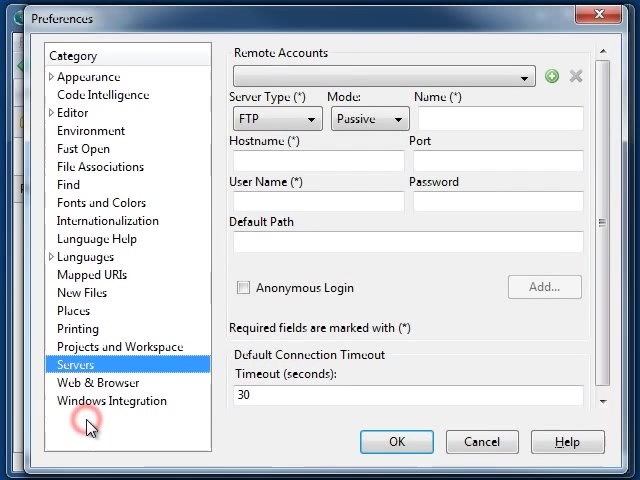 Preferences
Category
Appearance
Code Intelligence
Editor
Environment
Fast Open
File Associations
Find
Fonts and Colors
Internationalization
Language Help
Languages
Mapped URIs
New Files
Places
Printing
Projects and Workspace
Servers
Web & Browser
Windows Integration
Remote Accounts
Server Type (*) Mode: Name (*)
FTP Passive
Hostname (*) Port
User Name (*) Password
Default Path
Anonymous Login Add...
Required fields are marked with (*)
Default Connection Timeout
Timeout (seconds):
30
OK Cancel Help